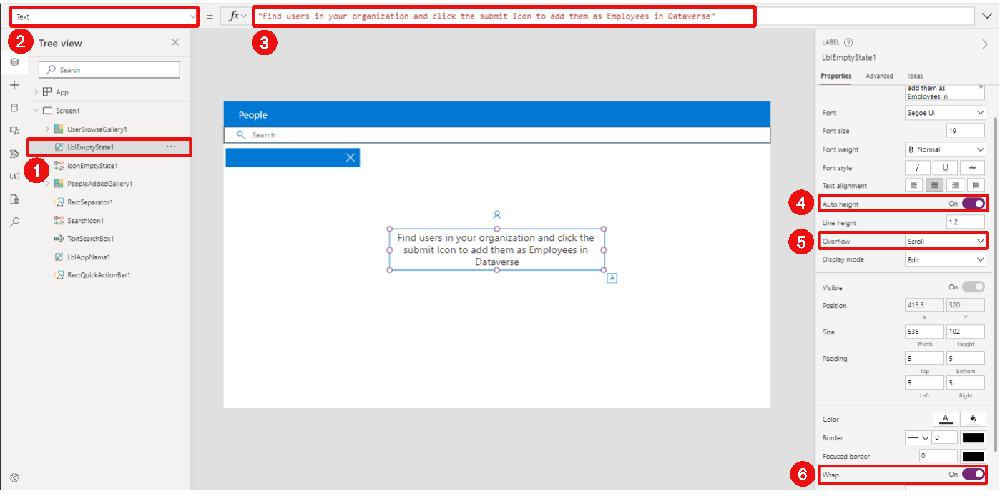 Text
=
fx
"Find users in your organization and click the submit Icon to add them as Employees in Dataverse"
2
3
Tree view
Search
App
Screen1
UserBrowseGallery1
LblEmptyState1
...
1
iconEmptyState1
PeopleAddedGallery1
RectSeparator1
SearchIcon1
TextSearchBox1
LblAppName1
RectQuickActionBar1
(x)
People
Search
Find users in your organization and click the
submit Icon to add them as Employees in
Dataverse
A
LABEL ?
LblEmptyState1
Properties Advanced Ideas
add them as
Employees in
Font Segoe UI
Font size 19
Font weight B Normal
Font style / U abc
Text alignment
4
Auto height On
Line height 1.2
5
Overflow Scroll
Display mode Edit
Visible On
Position 415.5 320
X Y
Size 535 102
Width Height
Padding 5 5
Top Bottom
5 5
Left Right
Color A
Border 0
Focused border 0
6
Wrap On